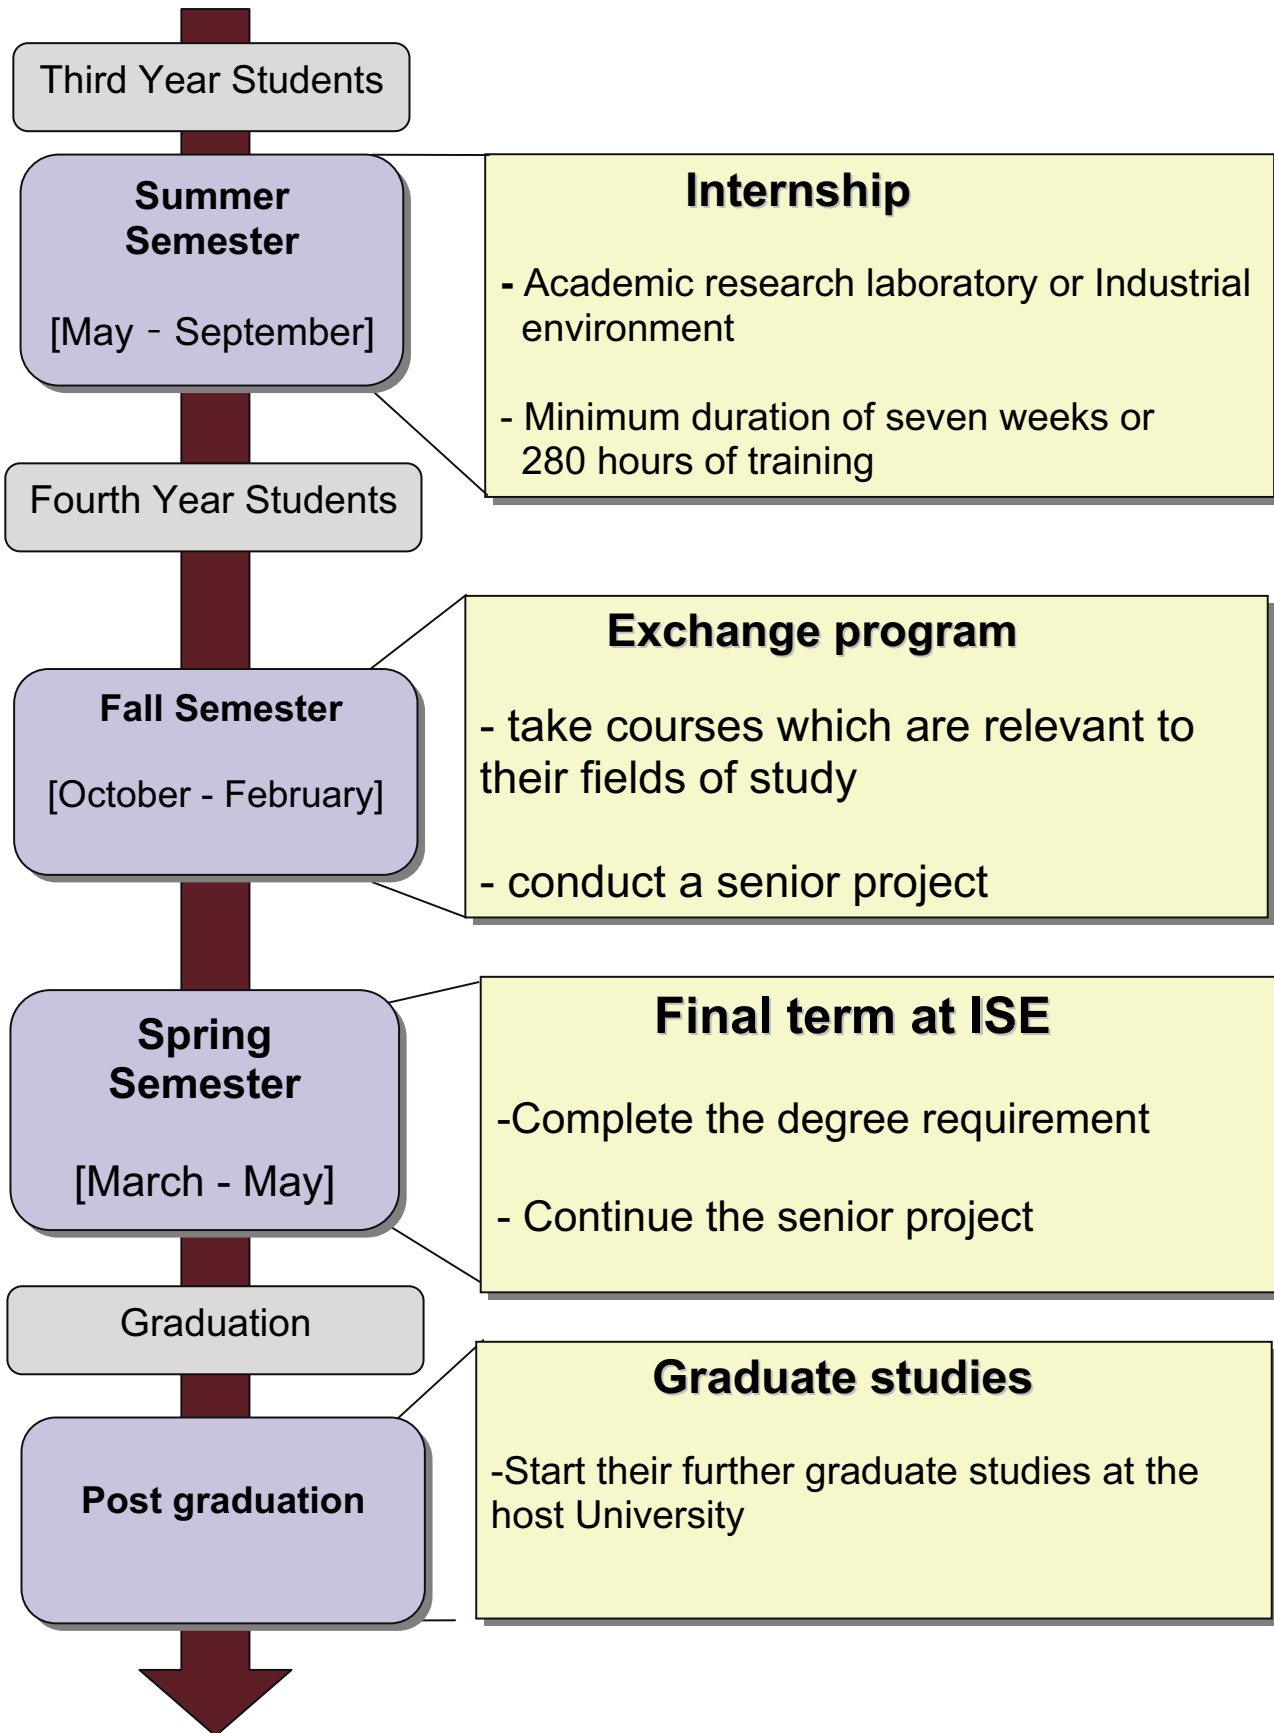 Third Year Students
Summer
Semester
[May - September]
Internship
- Academic research laboratory or Industrial
environment
- Minimum duration of seven weeks or
280 hours of training
Fourth Year Students
Fall Semester
[October - February]
Exchange program
- take courses which are relevant to
their fields of study
- conduct a senior project
Spring
Semester
[March - May]
Final term at ISE
-Complete the degree requirement
- Continue the senior project
Graduation
Post graduation
Graduate studies
-Start their further graduate studies at the
host University